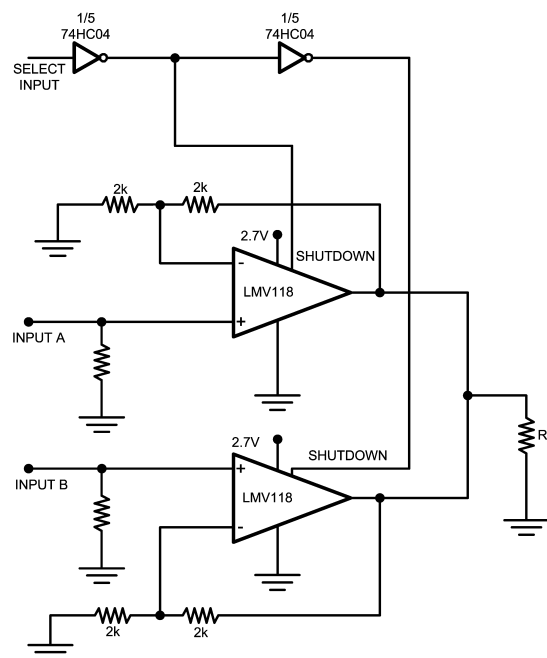 1/5
74HC04
1/5
74HC04
SELECT
INPUT
2k
2k
2.7V
SHUTDOWN
-
LMV118
+
INPUT A
2.7V
SHUTDOWN
+
LMV118
-
INPUT B
R
2k
2k